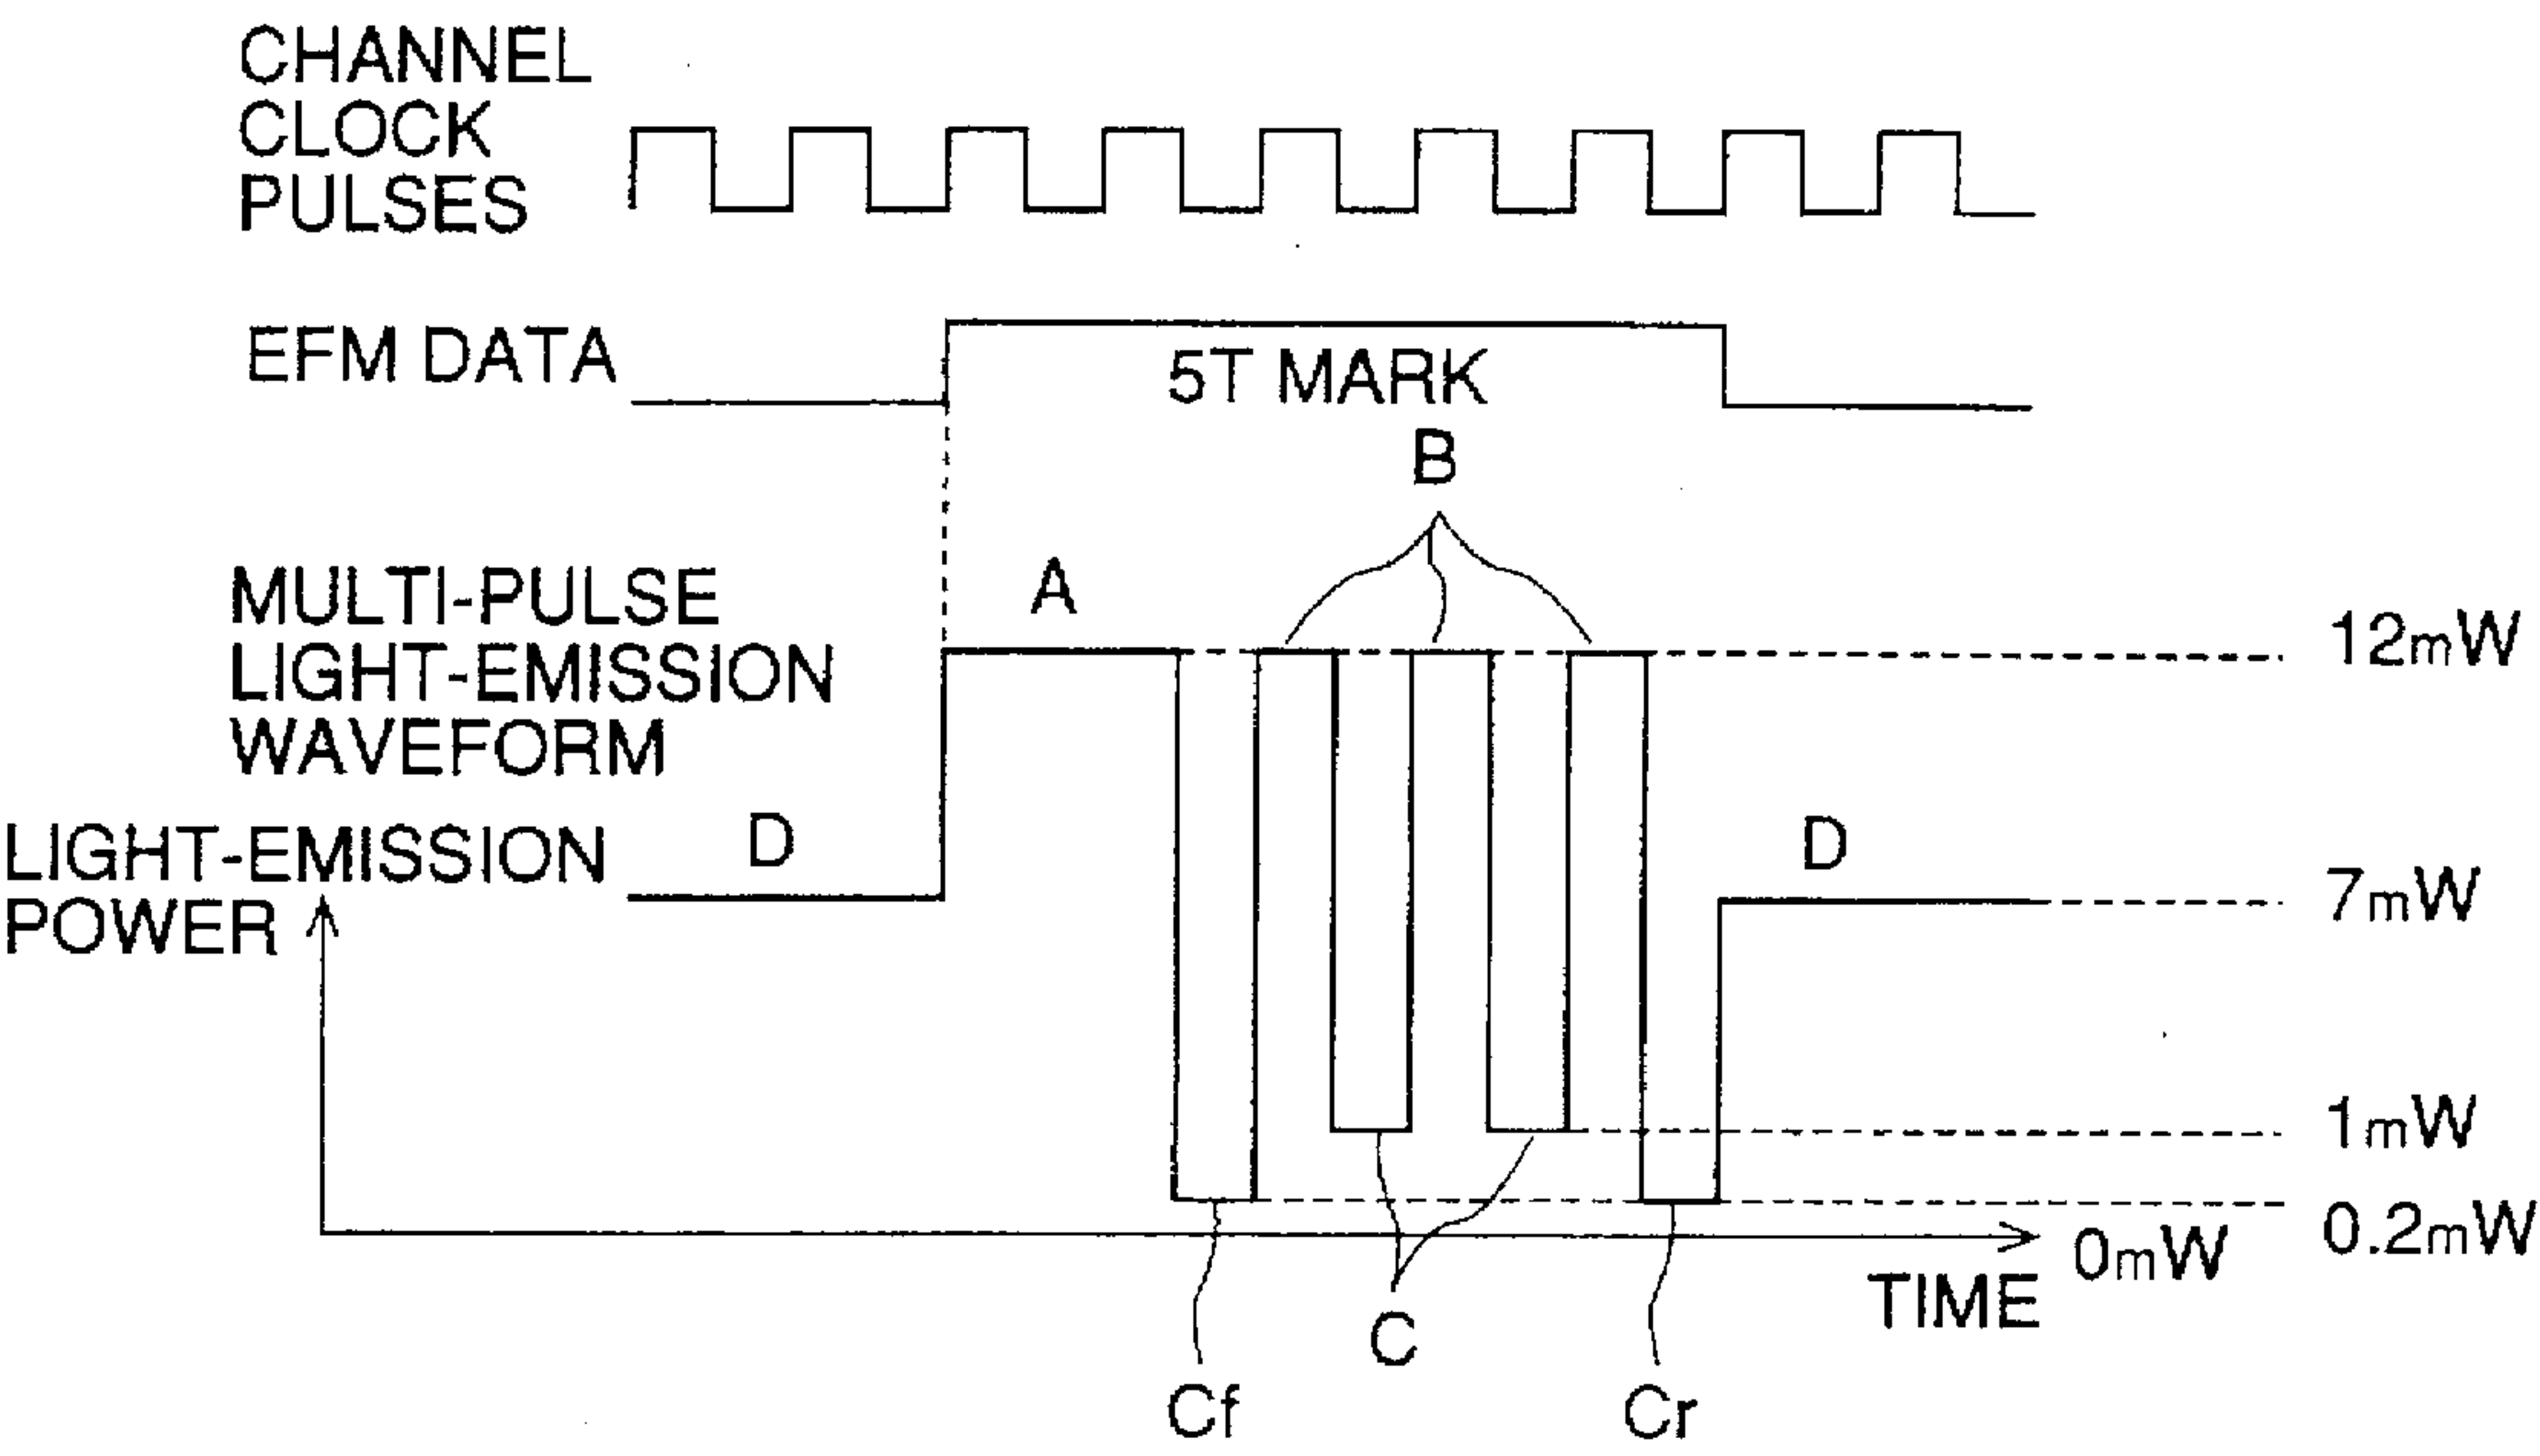 CHANNEL
CLOCK
PULSES
EFM DATA
5T MARK
B
A
MULTI-PULSE
LIGHT-EMISSION
WAVEFORM
12mW
D
D
LIGHT-EMISSION
POWER
7mW
1mW
0.2mW
0mW
TIME
C
Cf
Cr